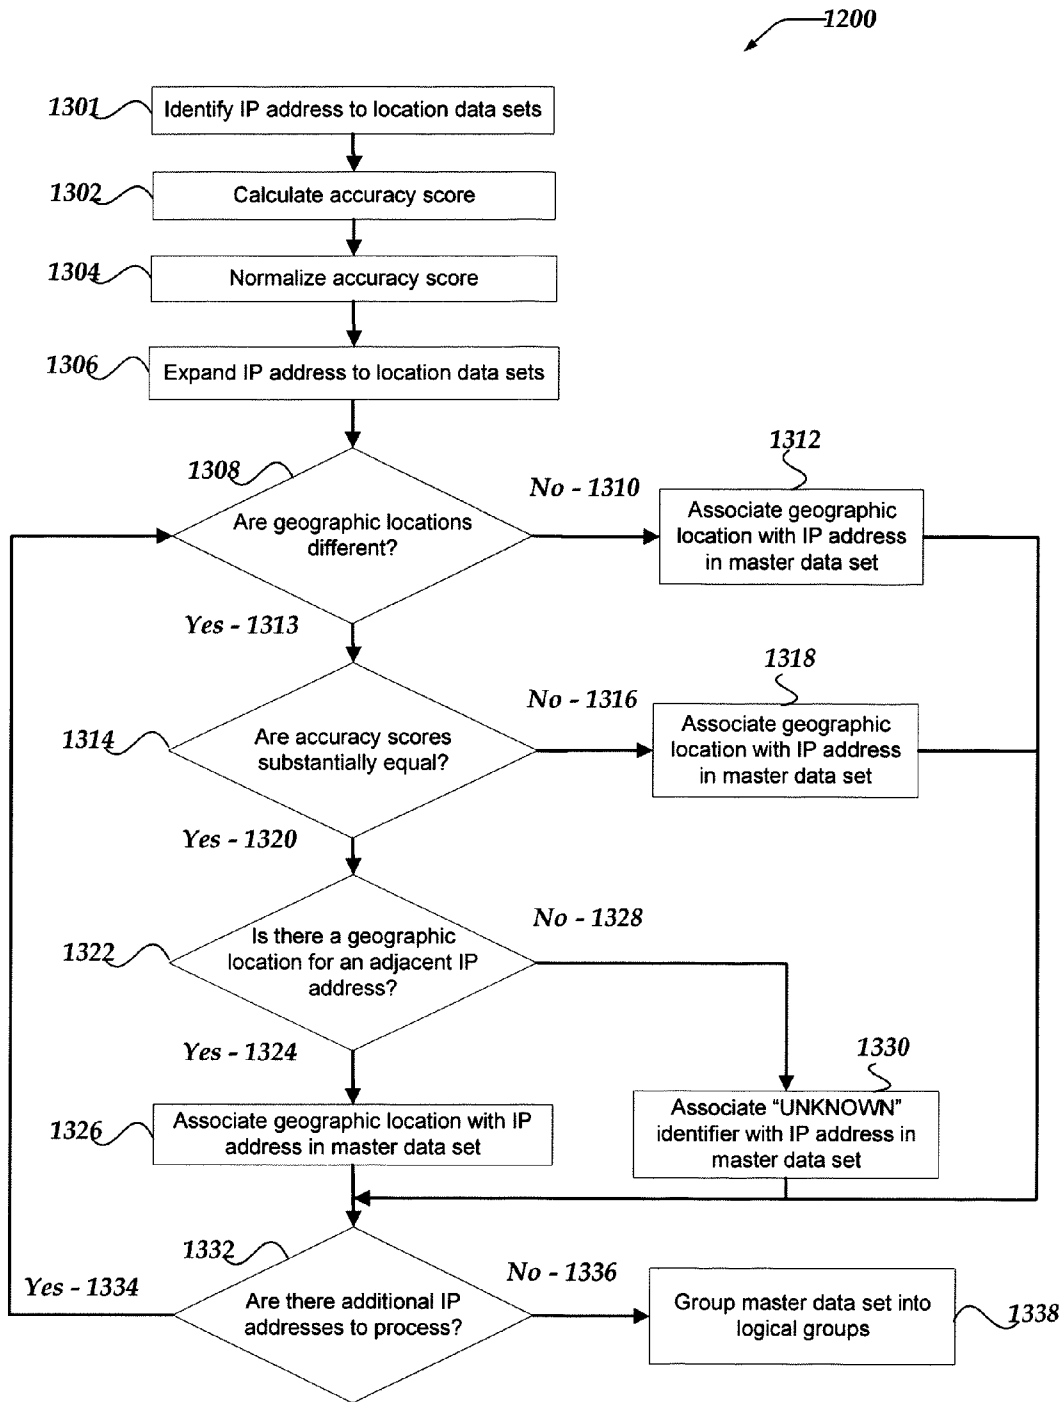 1200
1301
Identify IP address to location data sets
1302
Calculate accuracy score
1304
Normalize accuracy score
1306
Expand IP address to location data sets
1308
Are geographic locations
different?
No - 1310
1312
Associate geographic
location with IP address
in master data set
Yes - 1313
1314
Are accuracy scores
substantially equal?
No - 1316
1318
Associate geographic
location with IP address
in master data set
Yes - 1320
1322
Is there a geographic
location for an adjacent IP
address?
No - 1328
Yes - 1324
1330
Associate “UNKNOWN”
identifier with IP address in
master data set
1326
Associate geographic location with IP
address in master data set
1332
Are there additional IP
addresses to process?
Yes - 1334
No - 1336
Group master data set into
logical groups
1338